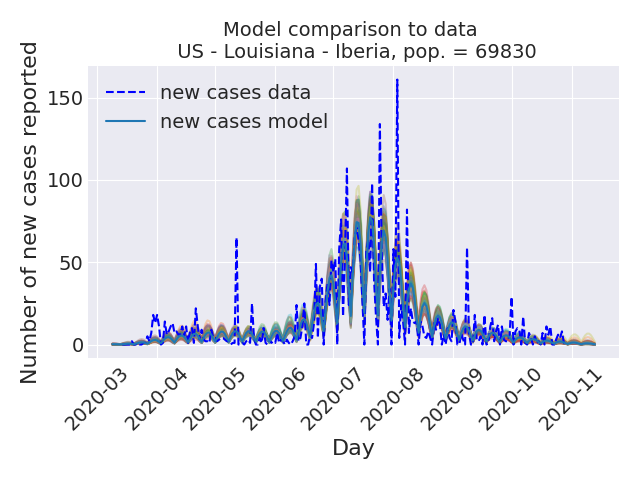 Model comparison to data
US - Louisiana - Iberia, pop. = 69830
Number of new cases reported
150
100
50
0
new cases data
new cases model
2020-03
2020-04
2020-05
2020-06
2020-07
2020-08
2020-09
2020-10
2020-11
Day